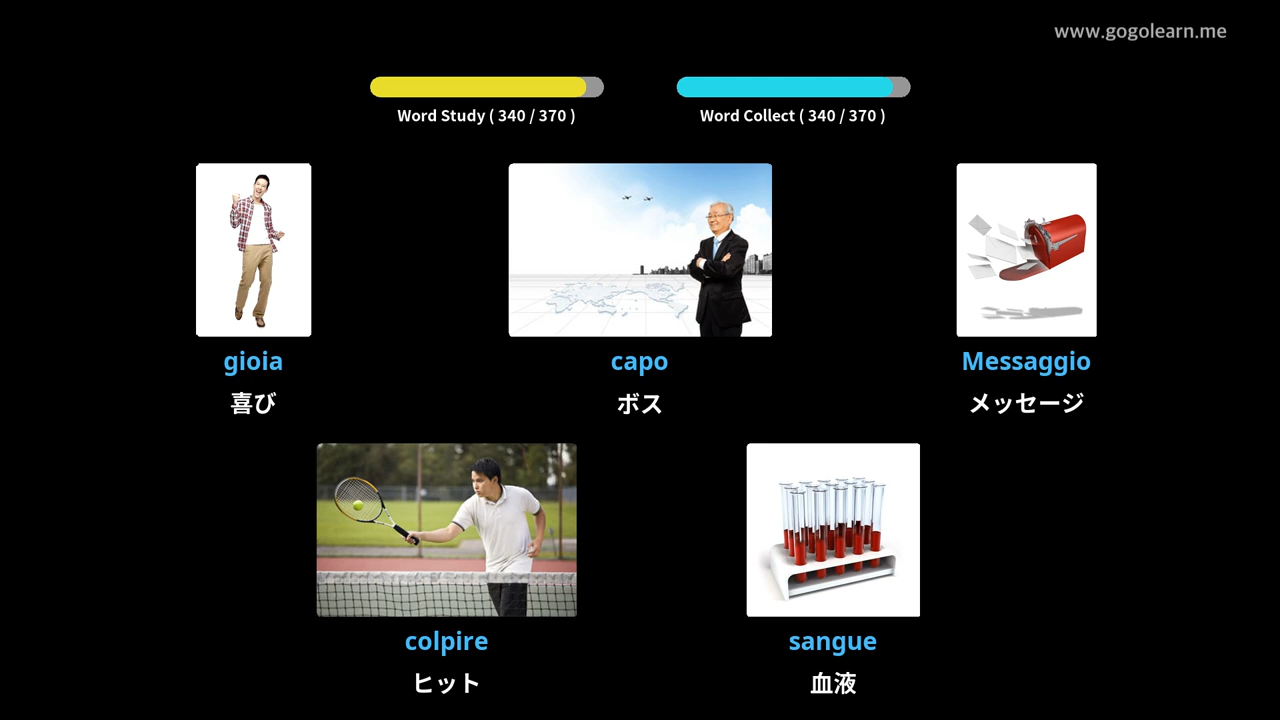 www.gogolearn.me
Word Study ( 340 / 370 )
Word Collect ( 340 / 370 )
gioia
喜び
capo
ボス
Messaggio
メッセージ
colpire
ヒット
sangue
血液